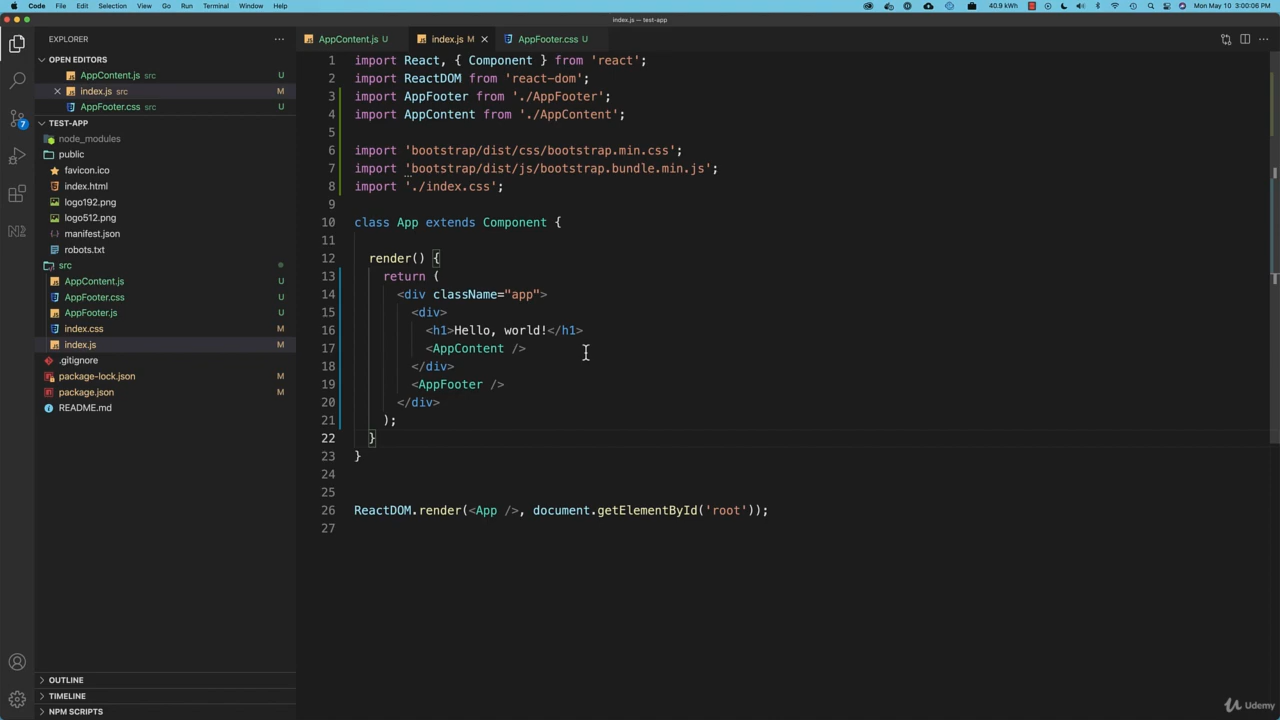 Code File Edit Selection View Go Run Terminal Window Help 40.9 kWh Mon May 10 3:00:06 PM
index.js — test-app
EXPLORER
AppContent.js U index.js M AppFooter.css U
OPEN EDITORS
AppContent.js src U
index.js src M
AppFooter.css src U
TEST-APP
node_modules
public
favicon.ico
index.html
logo192.png
logo512.png
manifest.json
robots.txt
src
AppContent.js U
AppFooter.css U
AppFooter.js U
index.css M
index.js M
.gitignore
package-lock.json M
package.json M
README.md
OUTLINE
TIMELINE
NPM SCRIPTS
7
N2
1 import React, { Component } from 'react';
2 import ReactDOM from 'react-dom';
3 import AppFooter from './AppFooter';
4 import AppContent from './AppContent';
5
6 import 'bootstrap/dist/css/bootstrap.min.css';
7 import 'bootstrap/dist/js/bootstrap.bundle.min.js';
8 import './index.css';
9
10 class App extends Component {
11
12 render() {
13 return (
14 <div className="app">
15 <div>
16 <h1>Hello, world!</h1>
17 <AppContent />
18 </div>
19 <AppFooter />
20 </div>
21 );
22 }
23 }
24
25
26 ReactDOM.render(<App />, document.getElementById('root'));
27
Udemy